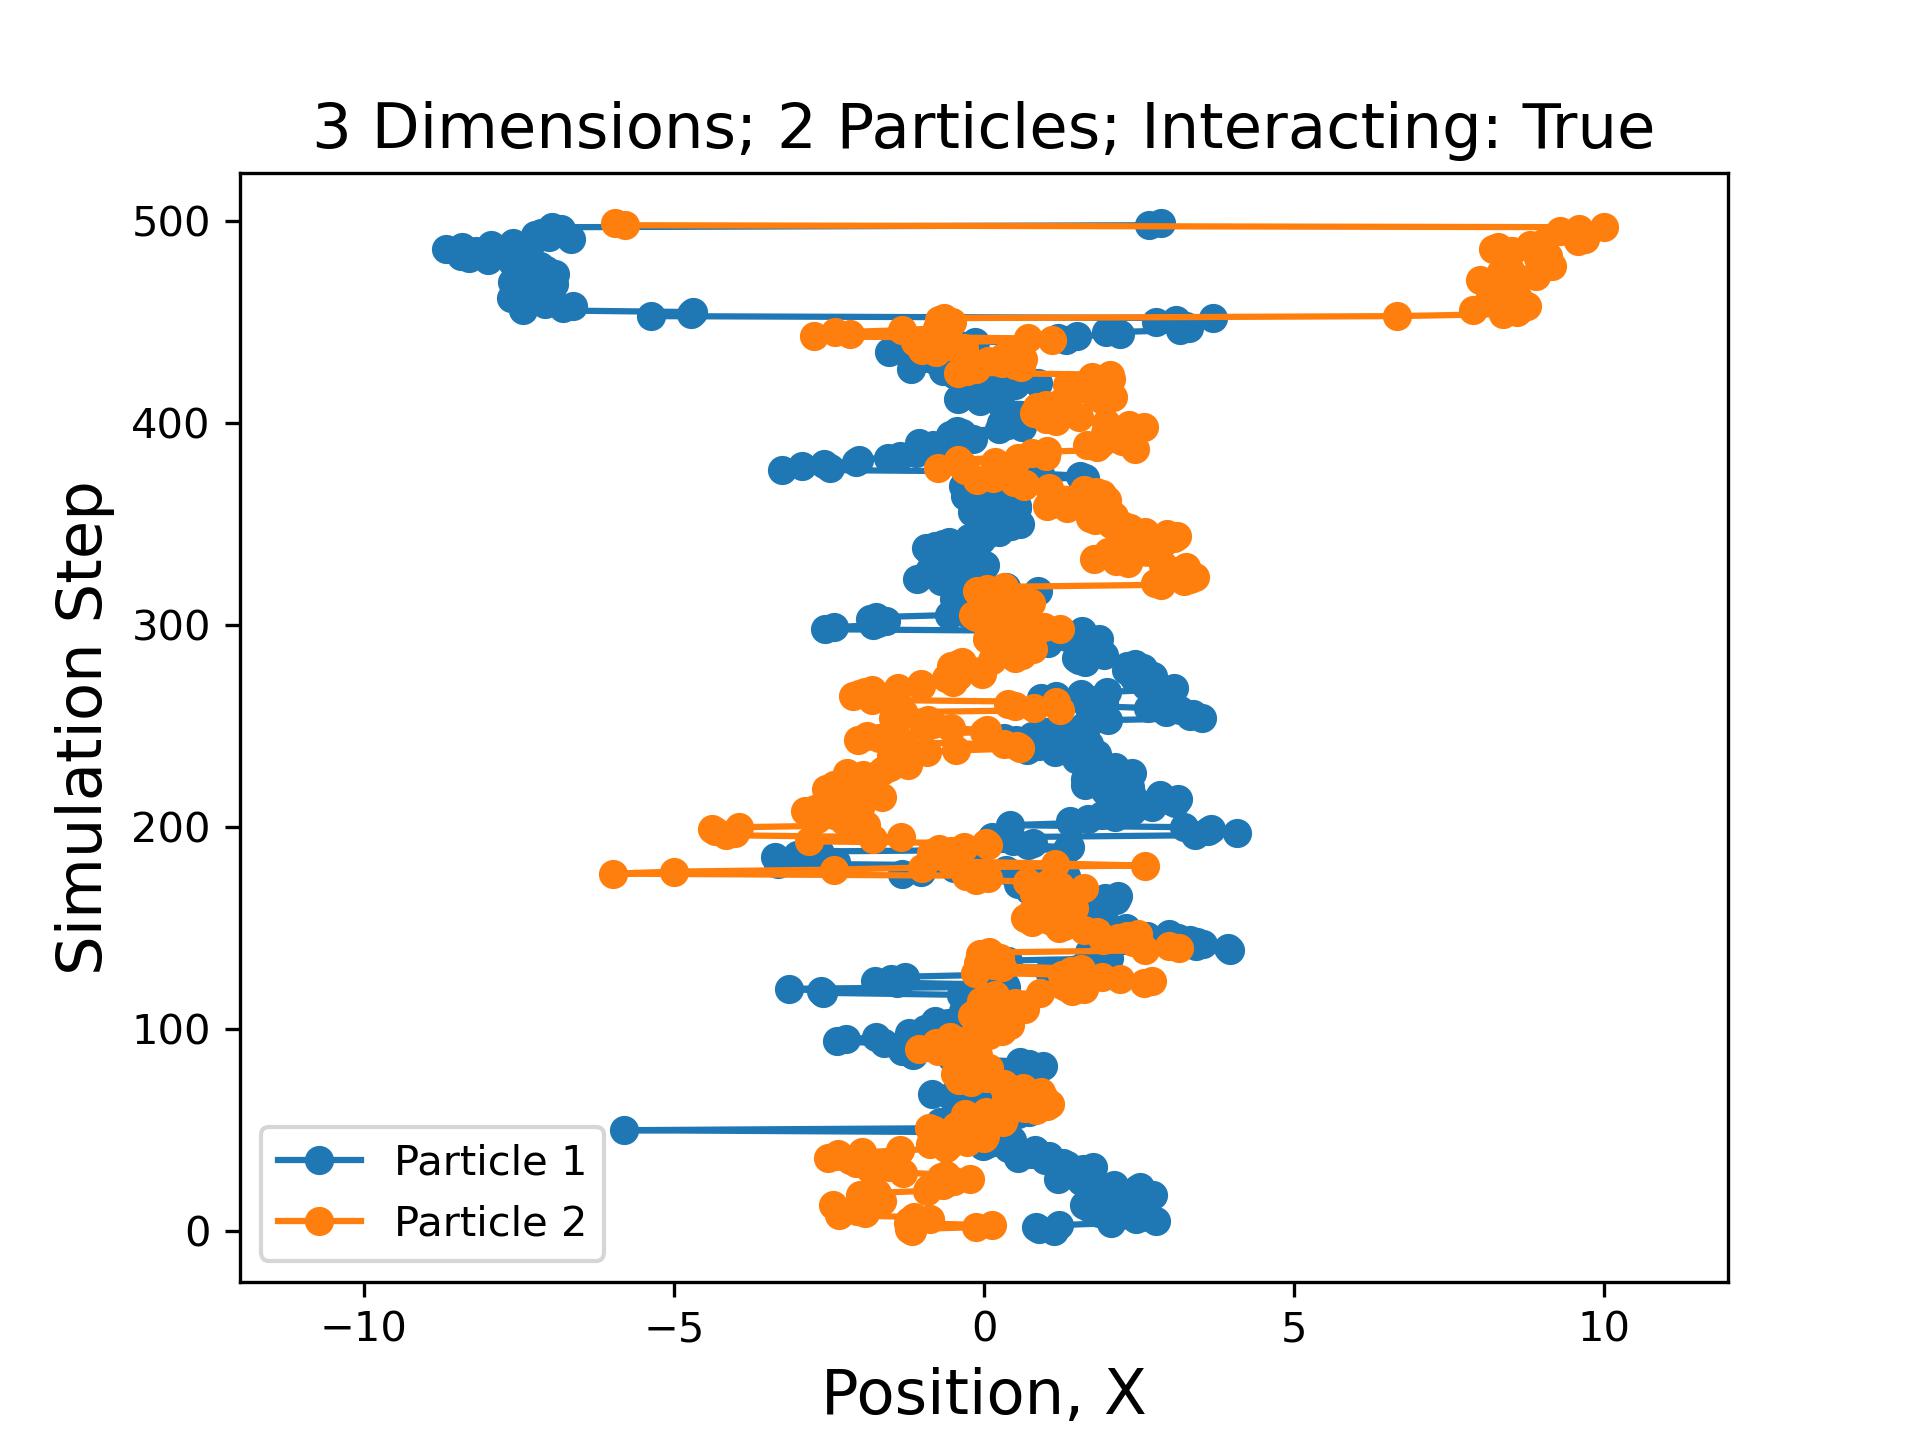 3 Dimensions; 2 Particles; Interacting: True
Simulation Step
500
400
300
200
100
0
Particle 1
Particle 2
−10
−5
0
5
10
Position, X